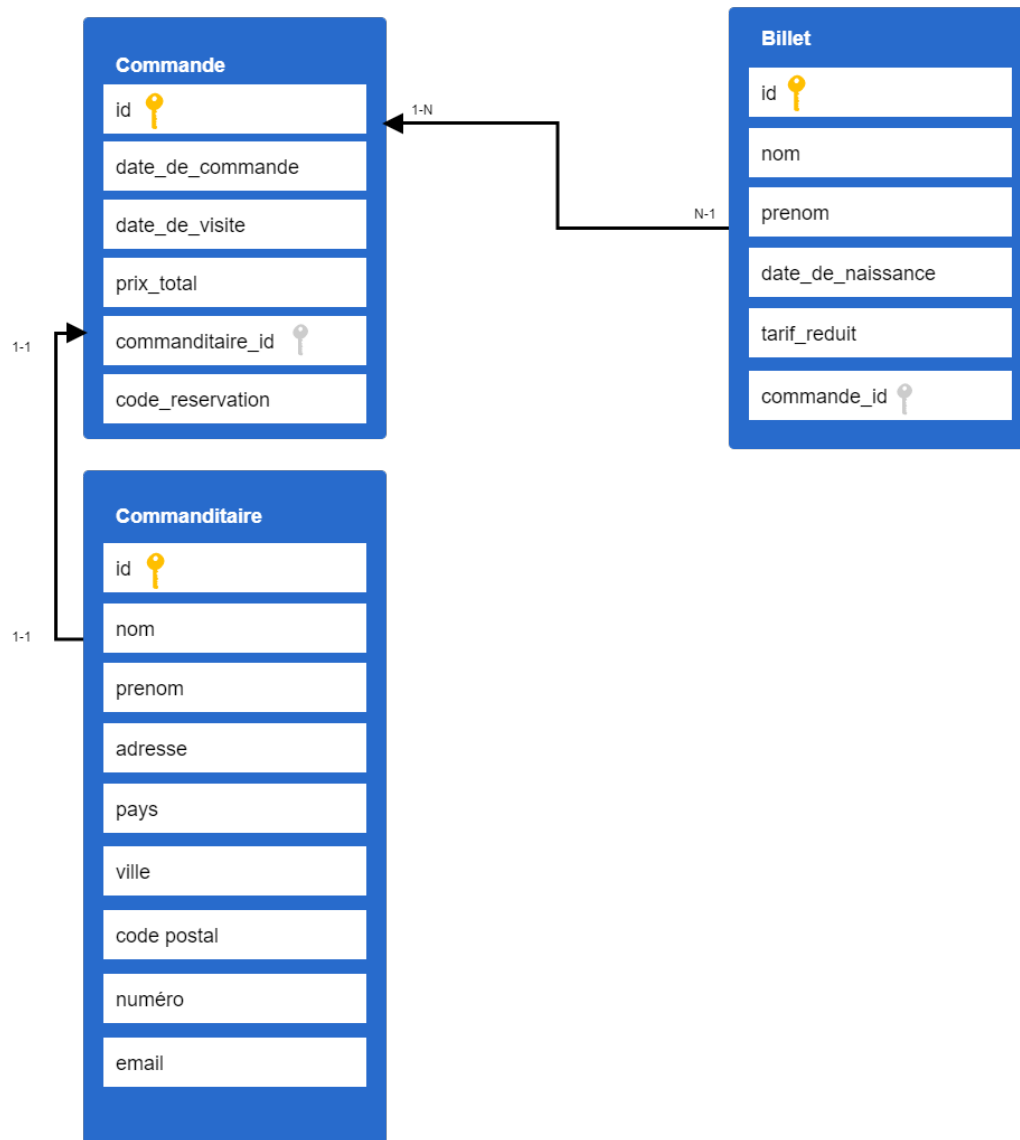 Commande
id
date_de_commande
date_de_visite
prix_total
commanditaire_id
code_reservation
1-N
N-1
Billet
id
nom
prenom
date_de_naissance
tarif_reduit
commande_id
1-1
1-1
Commanditaire
id
nom
prenom
adresse
pays
ville
code postal
numéro
email